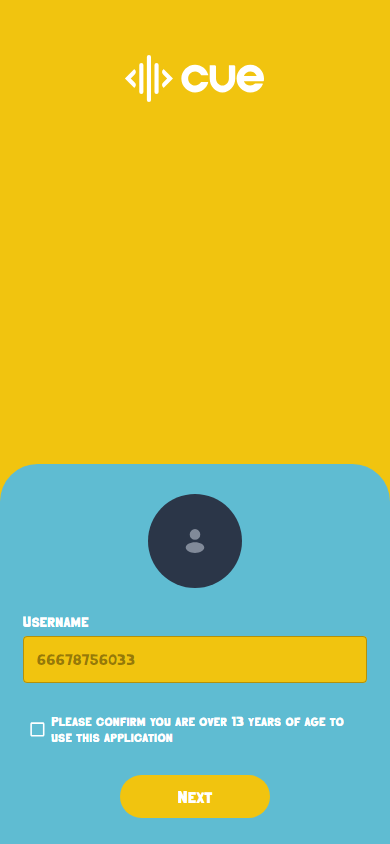 cue
Username
66678756033
Please confirm you are over 13 years of age to
use this application
Next